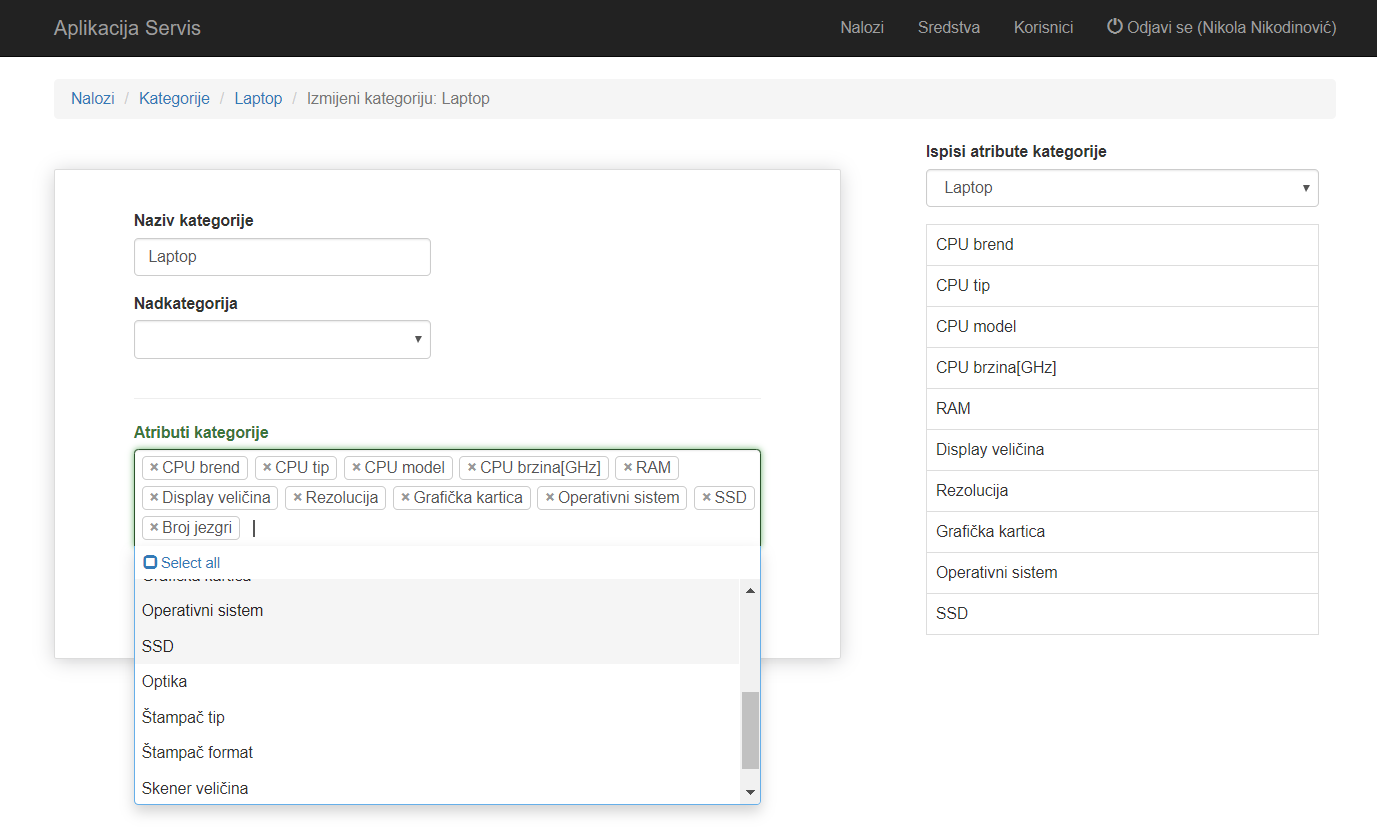 Aplikacija Servis Nalozi Sredstva Korisnici Odjavi se (Nikola Nikodinović)
Nalozi / Kategorije / Laptop / Izmijeni kategoriju: Laptop
Naziv kategorije
Laptop
Nadkategorija
Atributi kategorije
× CPU brend × CPU tip × CPU model × CPU brzina[GHz] × RAM
× Display veličina × Rezolucija × Grafička kartica × Operativni sistem × SSD
× Broj jezgri
Select all
Grafička kartica
Operativni sistem
SSD
Optika
Štampač tip
Štampač format
Skener veličina
Ispisi atribute kategorije
Laptop
CPU brend
CPU tip
CPU model
CPU brzina[GHz]
RAM
Display veličina
Rezolucija
Grafička kartica
Operativni sistem
SSD